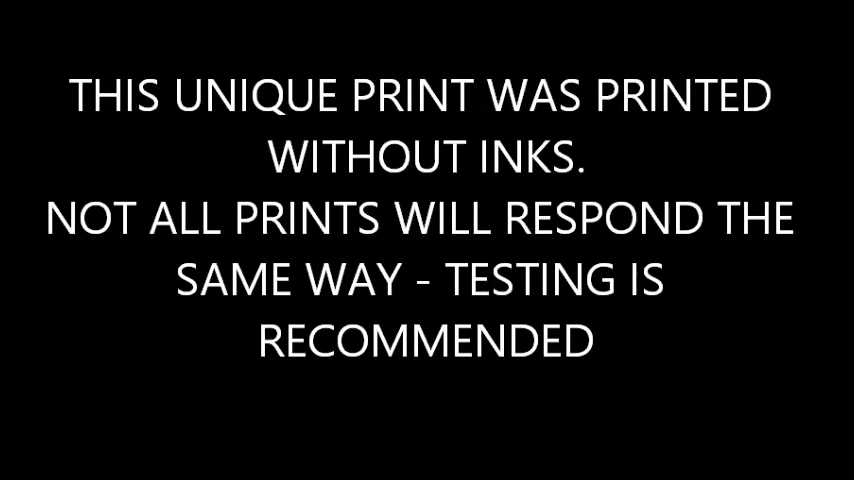 THIS UNIQUE PRINT WAS PRINTED
WITHOUT INKS.
NOT ALL PRINTS WILL RESPOND THE
SAME WAY - TESTING IS
RECOMMENDED